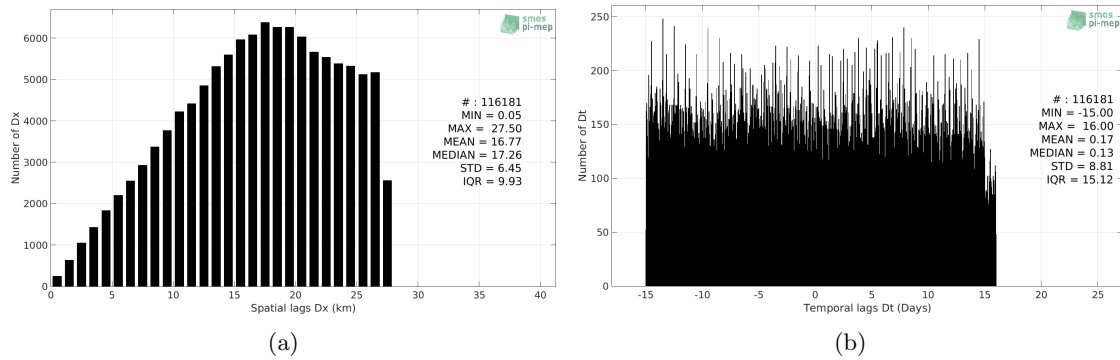 smos
pi-mep
Number of Dx
6000
5000
4000
3000
2000
1000
0
0 5 10 15 20 25 30 35 40
Spatial lags Dx (km)
# : 116181
MIN = 0.05
MAX = 27.50
MEAN = 16.77
MEDIAN = 17.26
STD = 6.45
IQR = 9.93
(a)
smos
pi-mep
Number of Dt
250
200
150
100
50
0
-15 -10 -5 0 5 10 15 20 25
Temporal lags Dt (Days)
# : 116181
MIN = -15.00
MAX = 16.00
MEAN = 0.17
MEDIAN = 0.13
STD = 8.81
IQR = 15.12
(b)